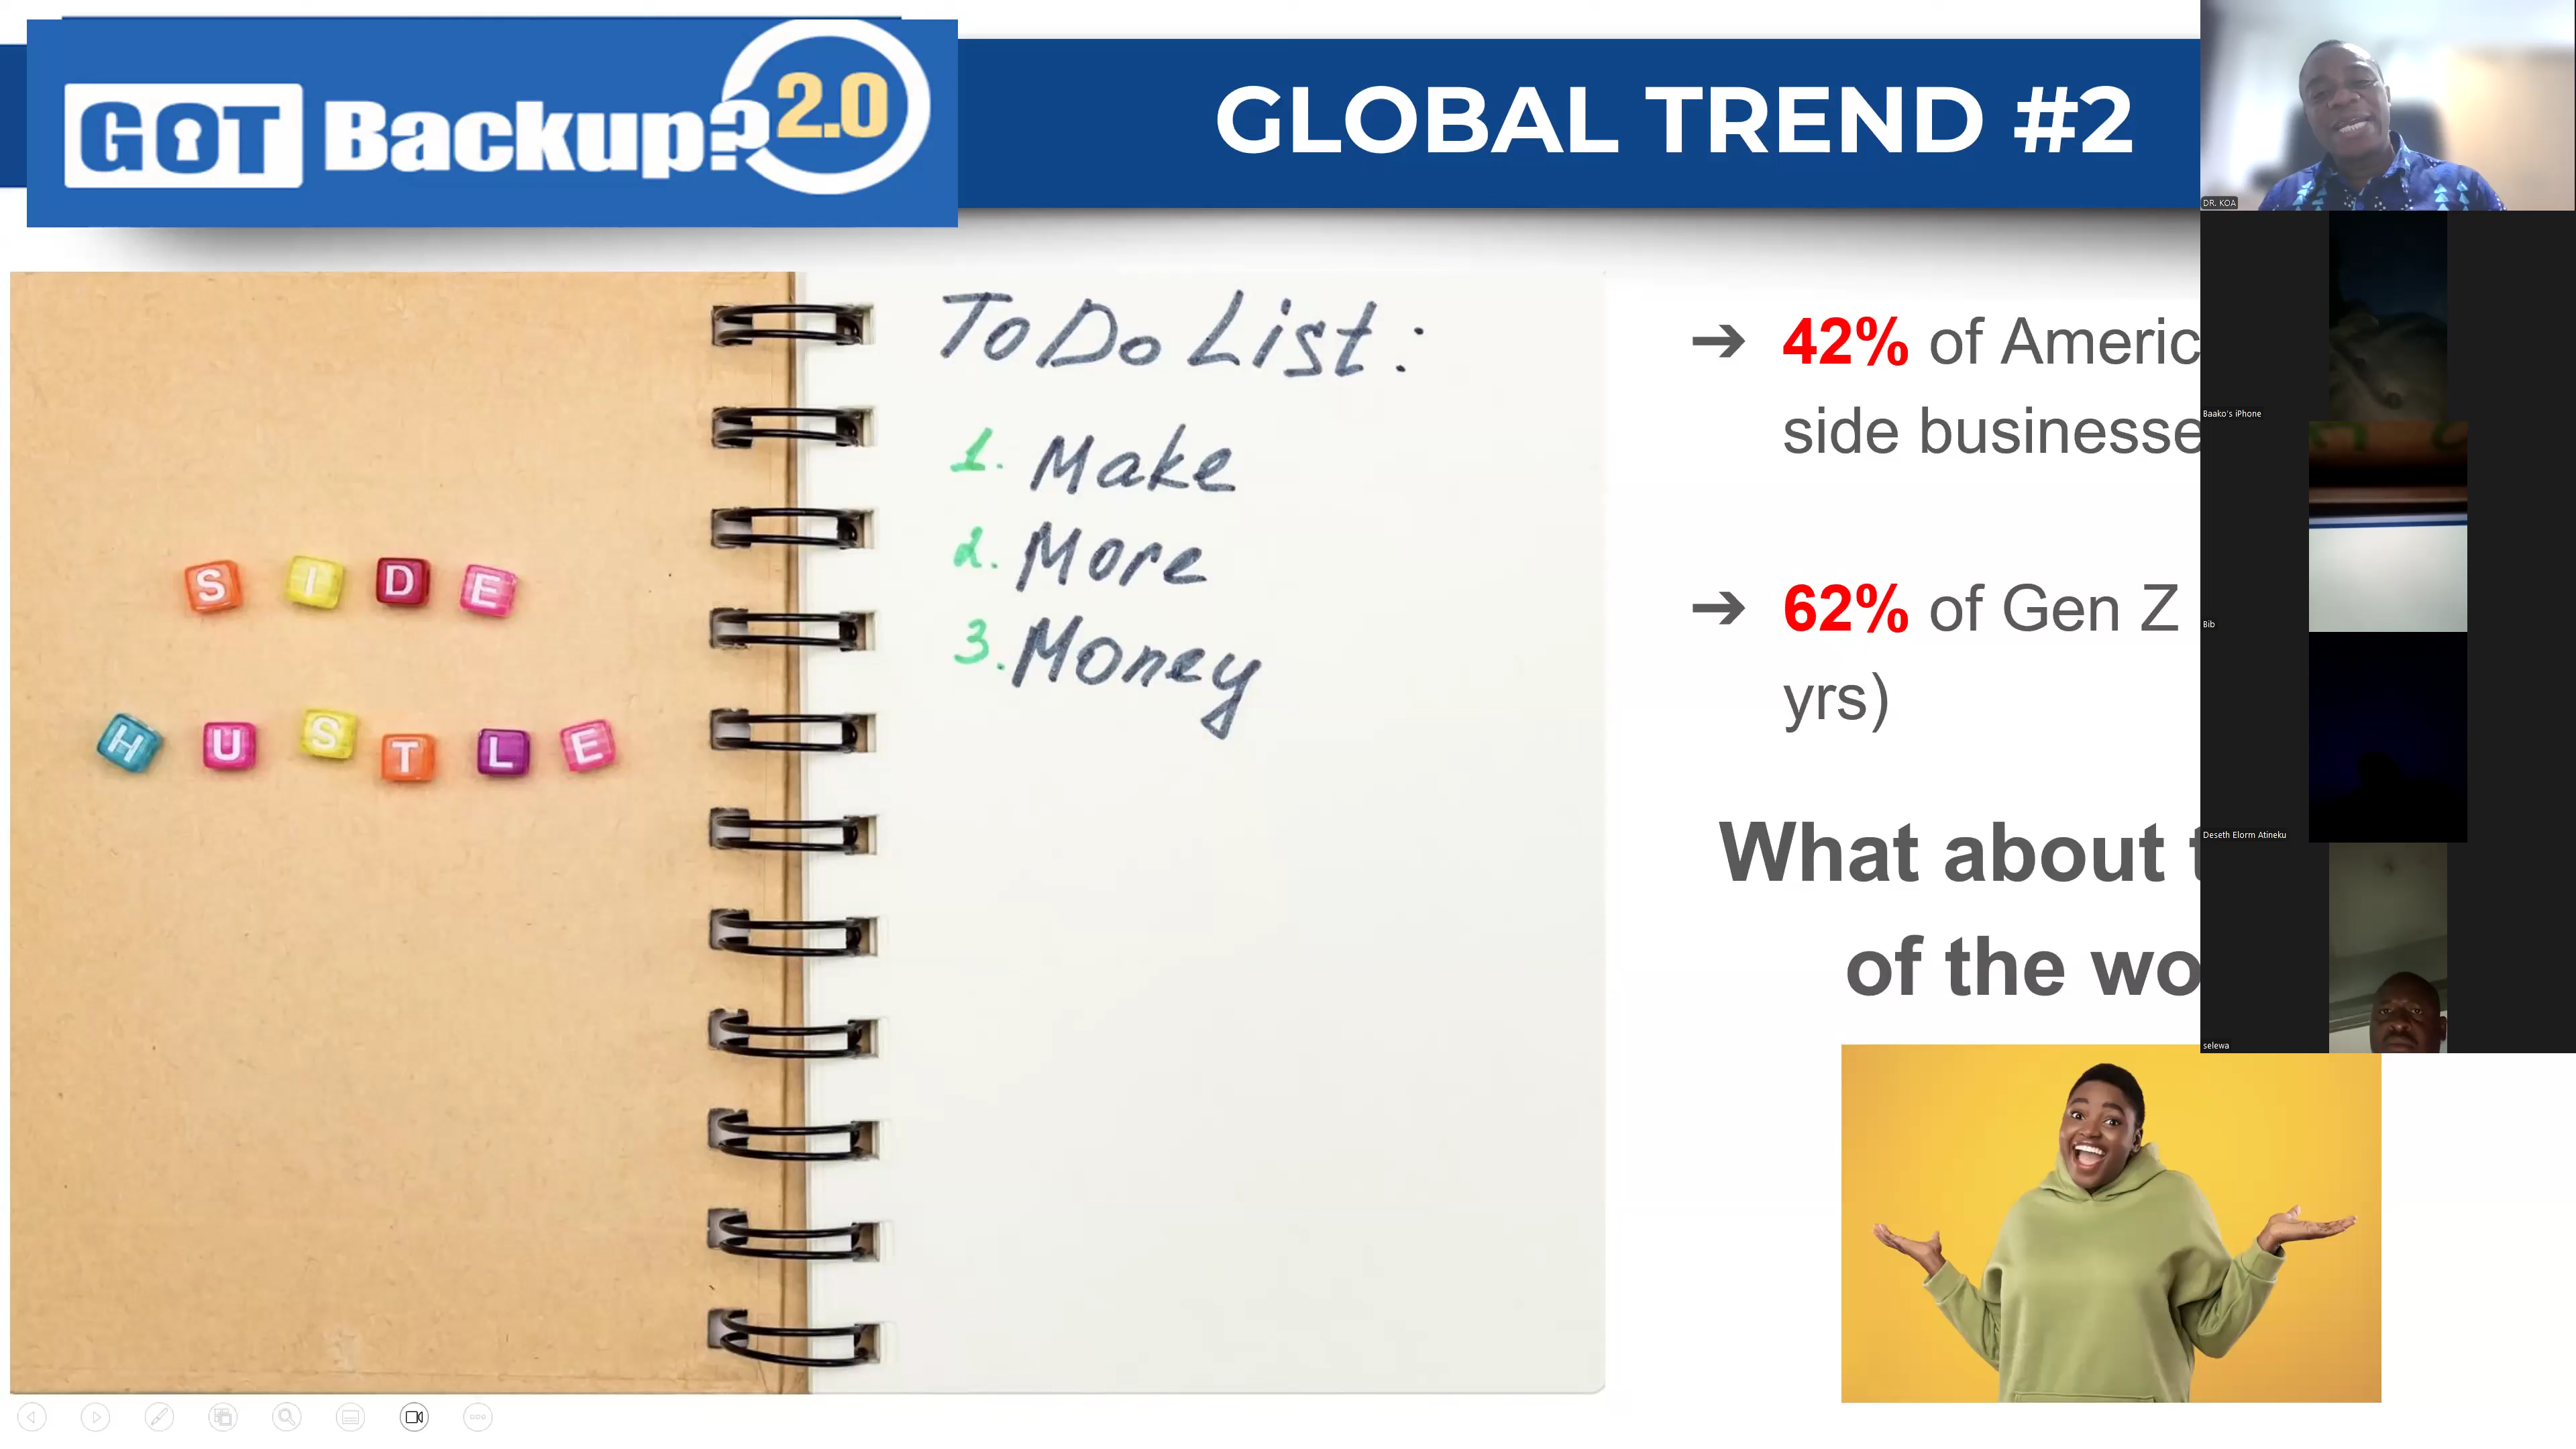 GOT Backup? 2.0
GLOBAL TREND #2
SIDE
HUSTLE
To Do List:
1. Make
2. More
3. Money
➔ 42% of Americ
side businesse
➔ 62% of Gen Z
yrs)
What about t
of the wo
DR. KOA
Baako's iPhone
Bib
Deseth Elorm Atineku
selewa